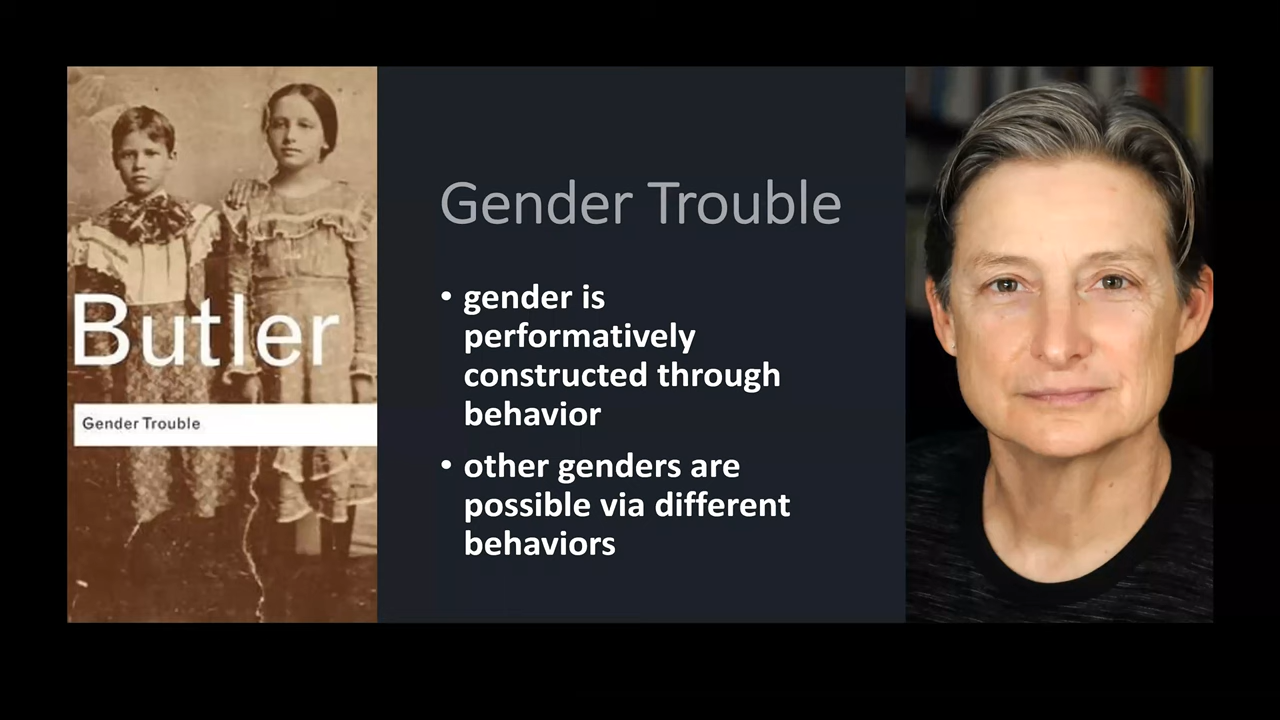 Butler
Gender Trouble
Gender Trouble
• gender is
performatively
constructed through
behavior
• other genders are
possible via different
behaviors